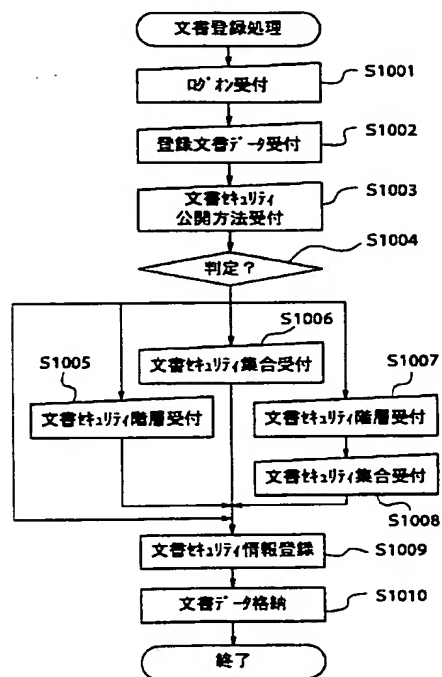 文書登録処理
ログオン受付
S1001
登録文書データ受付
S1002
文書セキュリティ
公開方法受付
S1003
判定?
S1004
S1005
文書セキュリティ階層受付
S1006
文書セキュリティ集合受付
S1007
文書セキュリティ階層受付
文書セキュリティ集合受付
S1008
文書セキュリティ情報登録
S1009
文書データ格納
S1010
終了